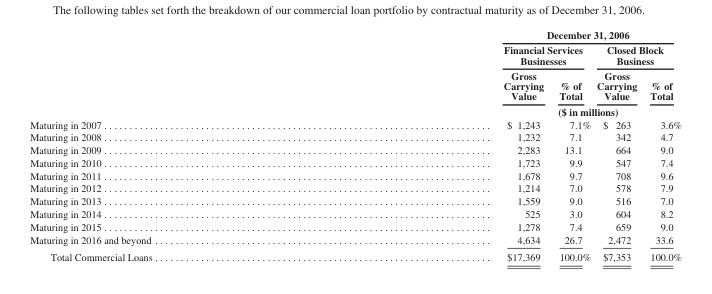 The following tables set forth the breakdown of our commercial loan portfolio by contractual maturity as of December 31, 2006.
December 31, 2006
Financial Services Businesses Closed Block Business
Gross Carrying Value % of Total Gross Carrying Value % of Total
($ in millions)
Maturing in 2007 $ 1,243 7.1% $ 263 3.6%
Maturing in 2008 1,232 7.1 342 4.7
Maturing in 2009 2,283 13.1 664 9.0
Maturing in 2010 1,723 9.9 547 7.4
Maturing in 2011 1,678 9.7 708 9.6
Maturing in 2012 1,214 7.0 578 7.9
Maturing in 2013 1,559 9.0 516 7.0
Maturing in 2014 525 3.0 604 8.2
Maturing in 2015 1,278 7.4 659 9.0
Maturing in 2016 and beyond 4,634 26.7 2,472 33.6
Total Commercial Loans $17,369 100.0% $7,353 100.0%